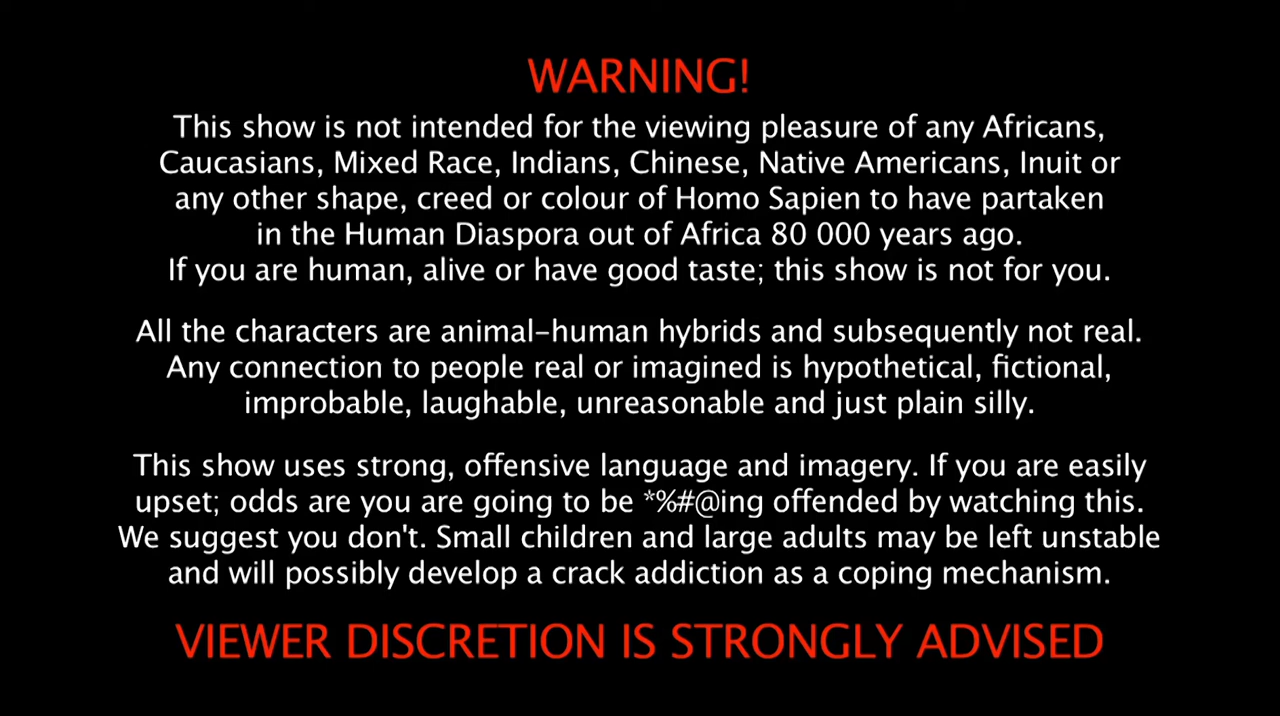 WARNING!
This show is not intended for the viewing pleasure of any Africans,
Caucasians, Mixed Race, Indians, Chinese, Native Americans, Inuit or
any other shape, creed or colour of Homo Sapien to have partaken
in the Human Diaspora out of Africa 80 000 years ago.
If you are human, alive or have good taste; this show is not for you.
All the characters are animal-human hybrids and subsequently not real.
Any connection to people real or imagined is hypothetical, fictional,
improbable, laughable, unreasonable and just plain silly.
This show uses strong, offensive language and imagery. If you are easily
upset; odds are you are going to be *%#@ing offended by watching this.
We suggest you don't. Small children and large adults may be left unstable
and will possibly develop a crack addiction as a coping mechanism.
VIEWER DISCRETION IS STRONGLY ADVISED